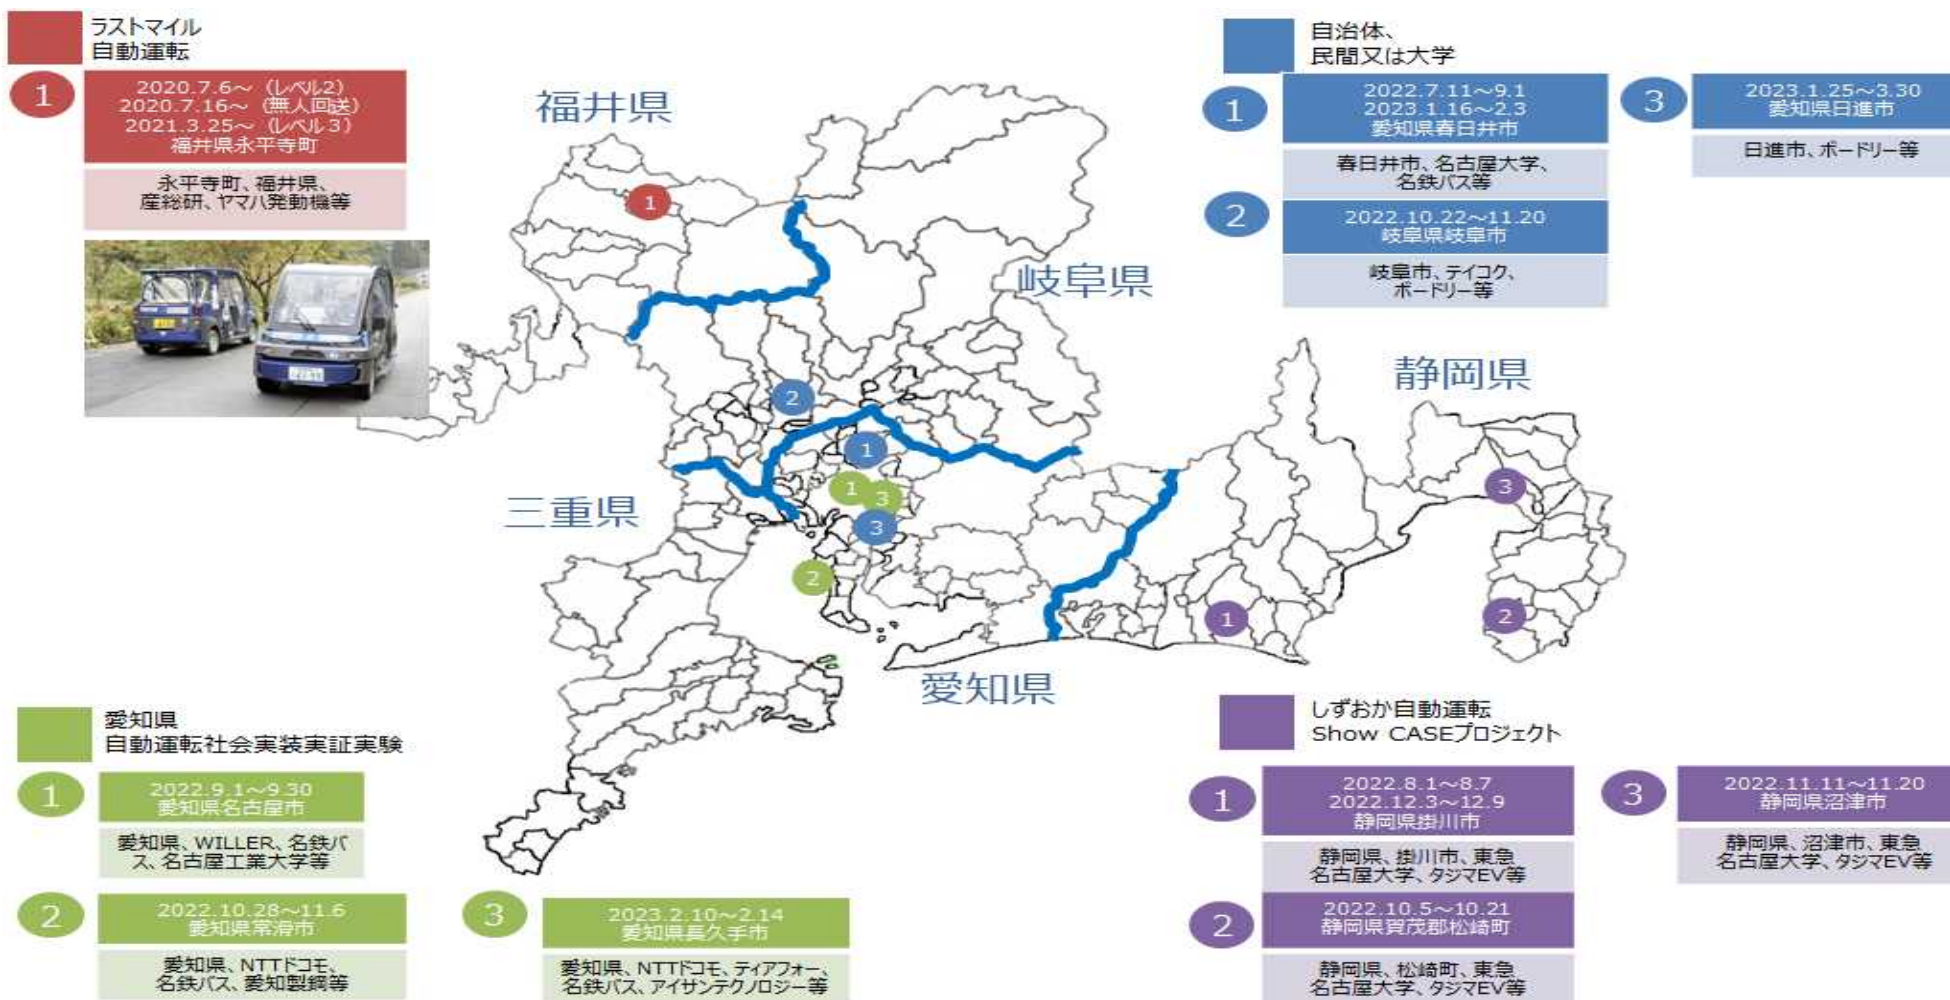 ラストマイル
自動運転
1
2020.7.6～（レベル2）
2020.7.16～（無人回送）
2021.3.25～（レベル３）
福井県永平寺町
永平寺町、福井県、
産総研、ヤマハ発動機等
自治体、
民間又は大学
1
2022.7.11～9.1
2023.1.16～2.3
愛知県春日井市
春日井市、名古屋大学、
名鉄バス等
2
2022.10.22～11.20
岐阜県岐阜市
岐阜市、テイコク、
ボードリー等
3
2023.1.25～3.30
愛知県日進市
日進市、ボードリー等
福井県
1
岐阜県
静岡県
2
1
三重県
1
3
3
2
3
1
2
愛知県
愛知県
自動運転社会実装実証実験
1
2022.9.1～9.30
愛知県名古屋市
愛知県、WILLER、名鉄バ
ス、名古屋工業大学等
2
2022.10.28～11.6
愛知県常滑市
愛知県、NTTドコモ、
名鉄バス、愛知製鋼等
3
2023.2.10～2.14
愛知県長久手市
愛知県、NTTドコモ、ティアフォー、
名鉄バス、アイサンテクノロジー等
しずおか自動運転
Show CASEプロジェクト
1
2022.8.1～8.7
2022.12.3～12.9
静岡県掛川市
静岡県、掛川市、東急
名古屋大学、タジマEV等
2
2022.10.5～10.21
静岡県賀茂郡松崎町
静岡県、松崎町、東急
名古屋大学、タジマEV等
3
2022.11.11～11.20
静岡県沼津市
静岡県、沼津市、東急
名古屋大学、タジマEV等